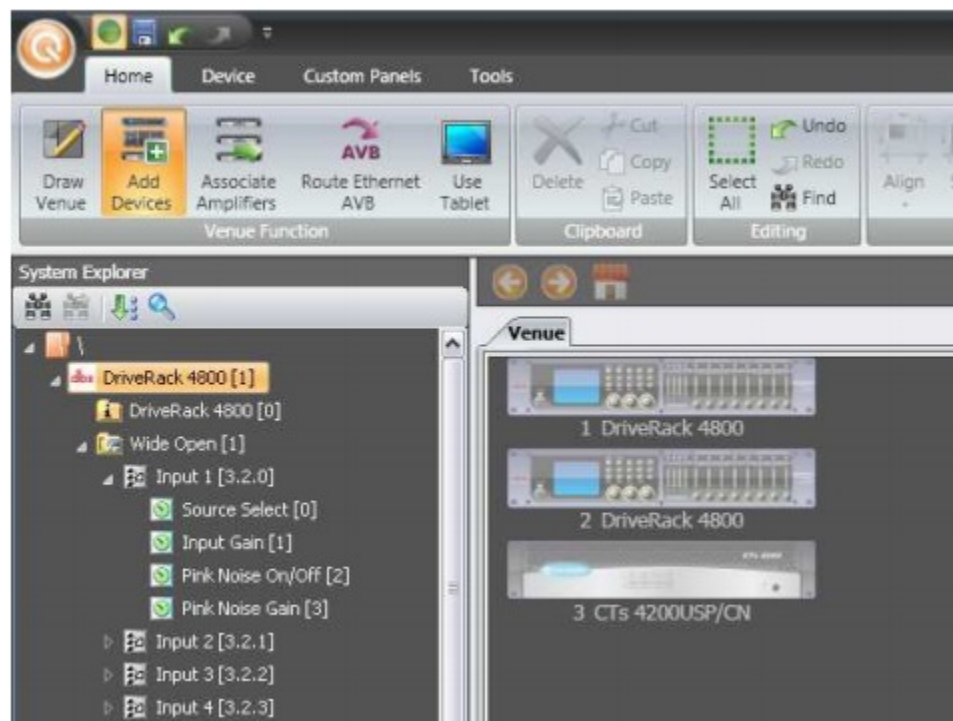 Home Device Custom Panels Tools
Draw Venue
Add Devices
Associate Amplifiers
AVB
Route Ethernet AVB
Use Tablet
Delete
Cut
Copy
Paste
Select All
Undo
Redo
Find
Align
Venue Function
Clipboard
Editing
System Explorer
\
dbx DriveRack 4800 [1]
DriveRack 4800 [0]
Wide Open [1]
Input 1 [3.2.0]
Source Select [0]
Input Gain [1]
Pink Noise On/Off [2]
Pink Noise Gain [3]
Input 2 [3.2.1]
Input 3 [3.2.2]
Input 4 [3.2.3]
Venue
1 DriveRack 4800
2 DriveRack 4800
3 CTs 4200USP/CN